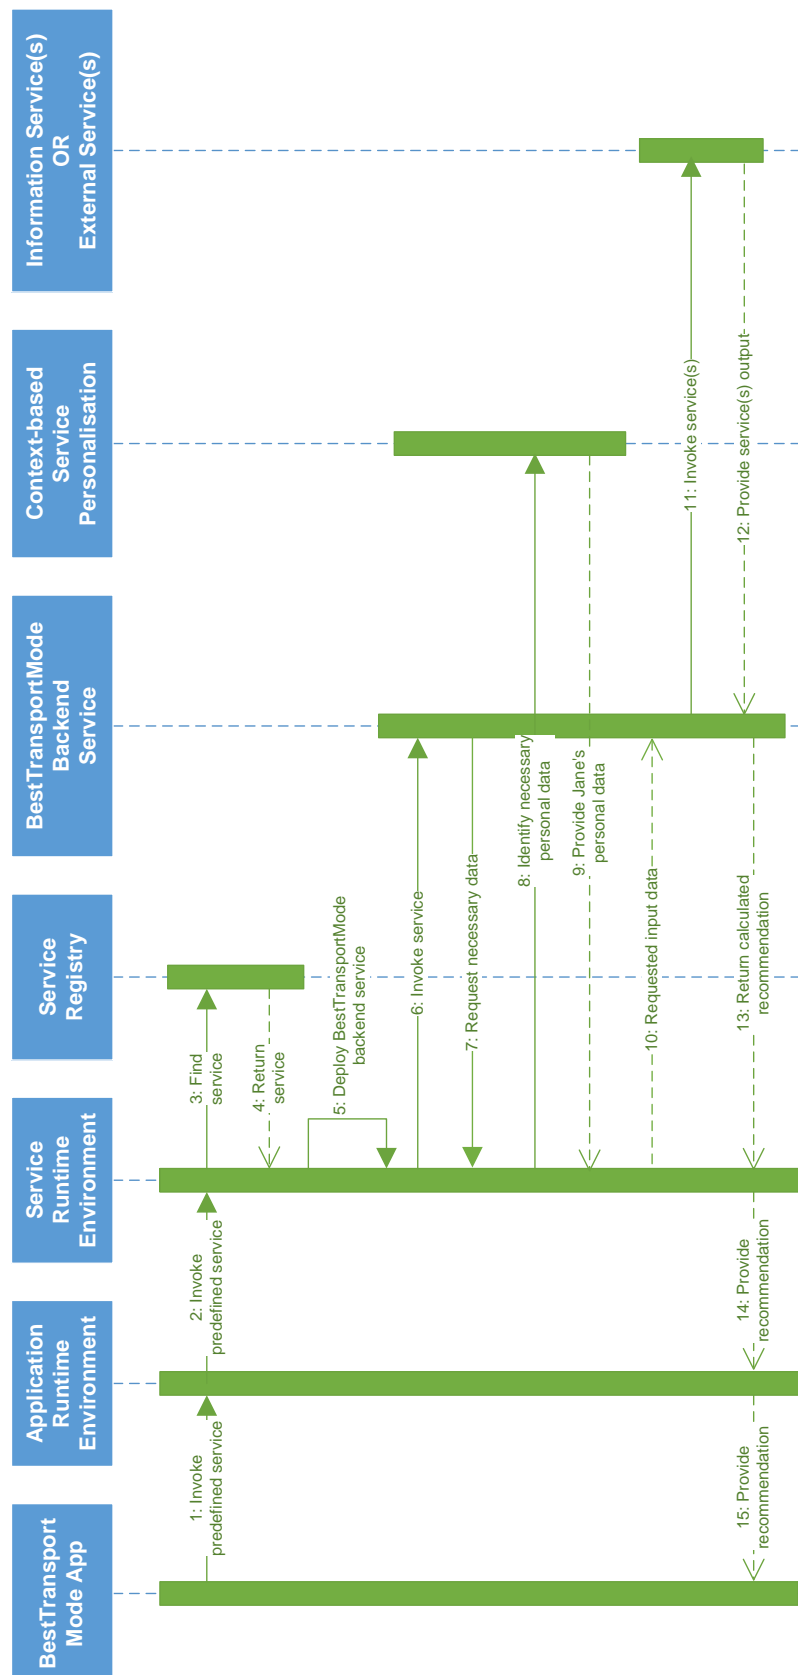 BestTransport
Mode App
Application
Runtime
Environment
Service
Runtime
Environment
Service
Registry
BestTransportMode
Backend
Service
Context-based
Service
Personalisation
Information Service(s)
OR
External Service(s)
1: Invoke
predefined service
2: Invoke
predefined service
3: Find
service
4: Return
service
5: Deploy BestTransportMode
backend service
6: Invoke service
7: Request necessary data
8: Identify necessary
personal data
9: Provide Jane's
personal data
10: Requested input data
11: Invoke service(s)
12: Provide service(s) output
13: Return calculated
recommendation
14: Provide
recommendation
15: Provide
recommendation